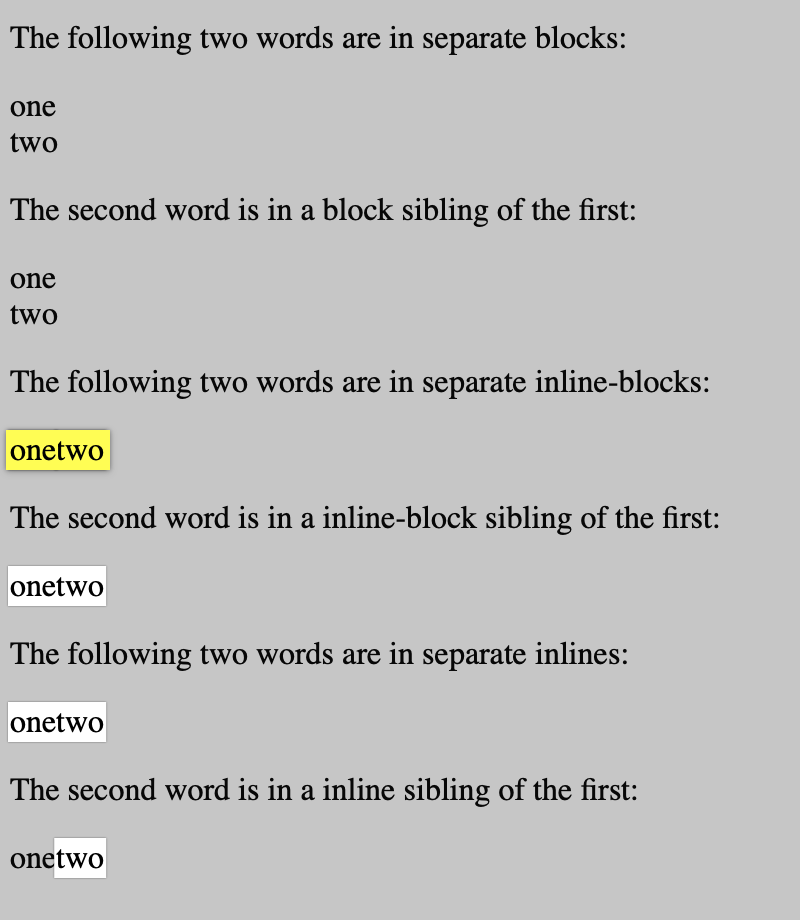 The following two words are in separate blocks:
one
two
The second word is in a block sibling of the first:
one
two
The following two words are in separate inline-blocks:
onetwo
The second word is in a inline-block sibling of the first:
onetwo
The following two words are in separate inlines:
onetwo
The second word is in a inline sibling of the first:
onetwo